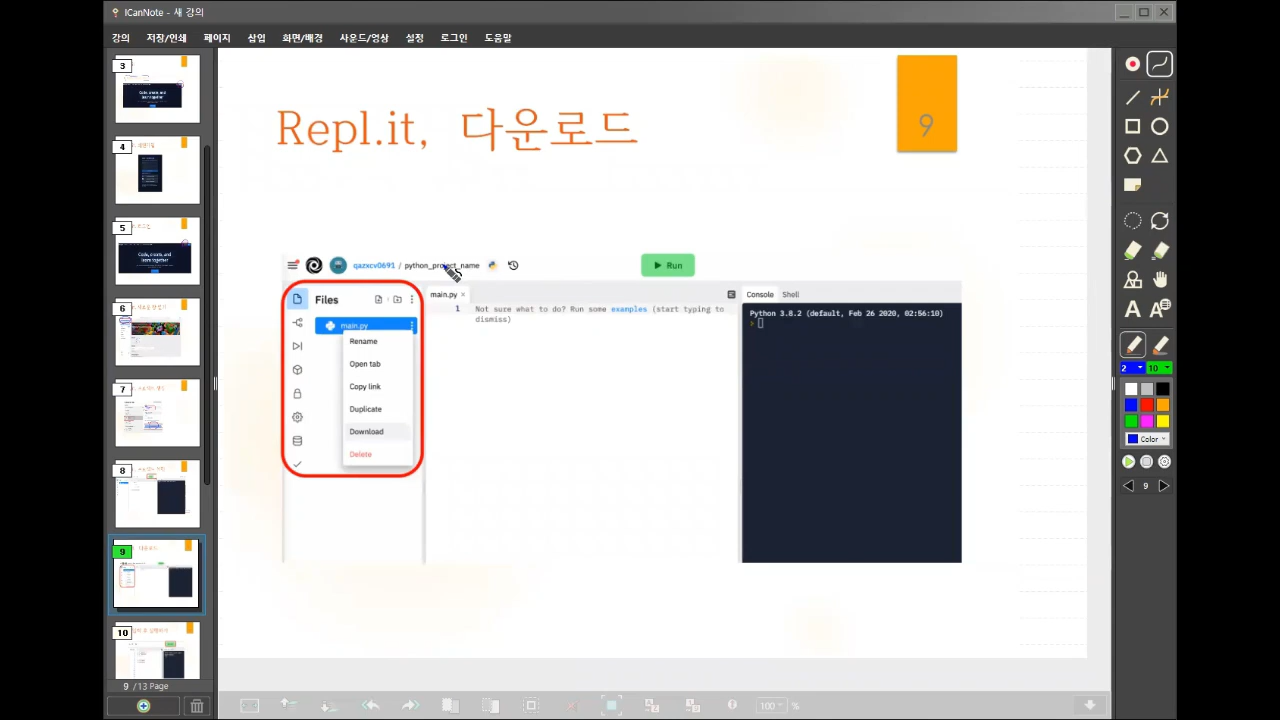 ICanNote - 새 강의
강의 저장/인쇄 페이지 삽입 화면/배경 사운드/영상 설정 로그인 도움말
3
4
5
6
7
8
9
10
9 /13 Page
Repl.it, 다운로드
9
qazxcv0691 / python_project_name
Run
Files
main.py
Rename
Open tab
Copy link
Duplicate
Download
Delete
main.py ×
1 Not sure what to do? Run some examples (start typing to
dismiss)
Console Shell
Python 3.8.2 (default, Feb 26 2020, 02:56:10)
A A
2 10
Color
9
100 %